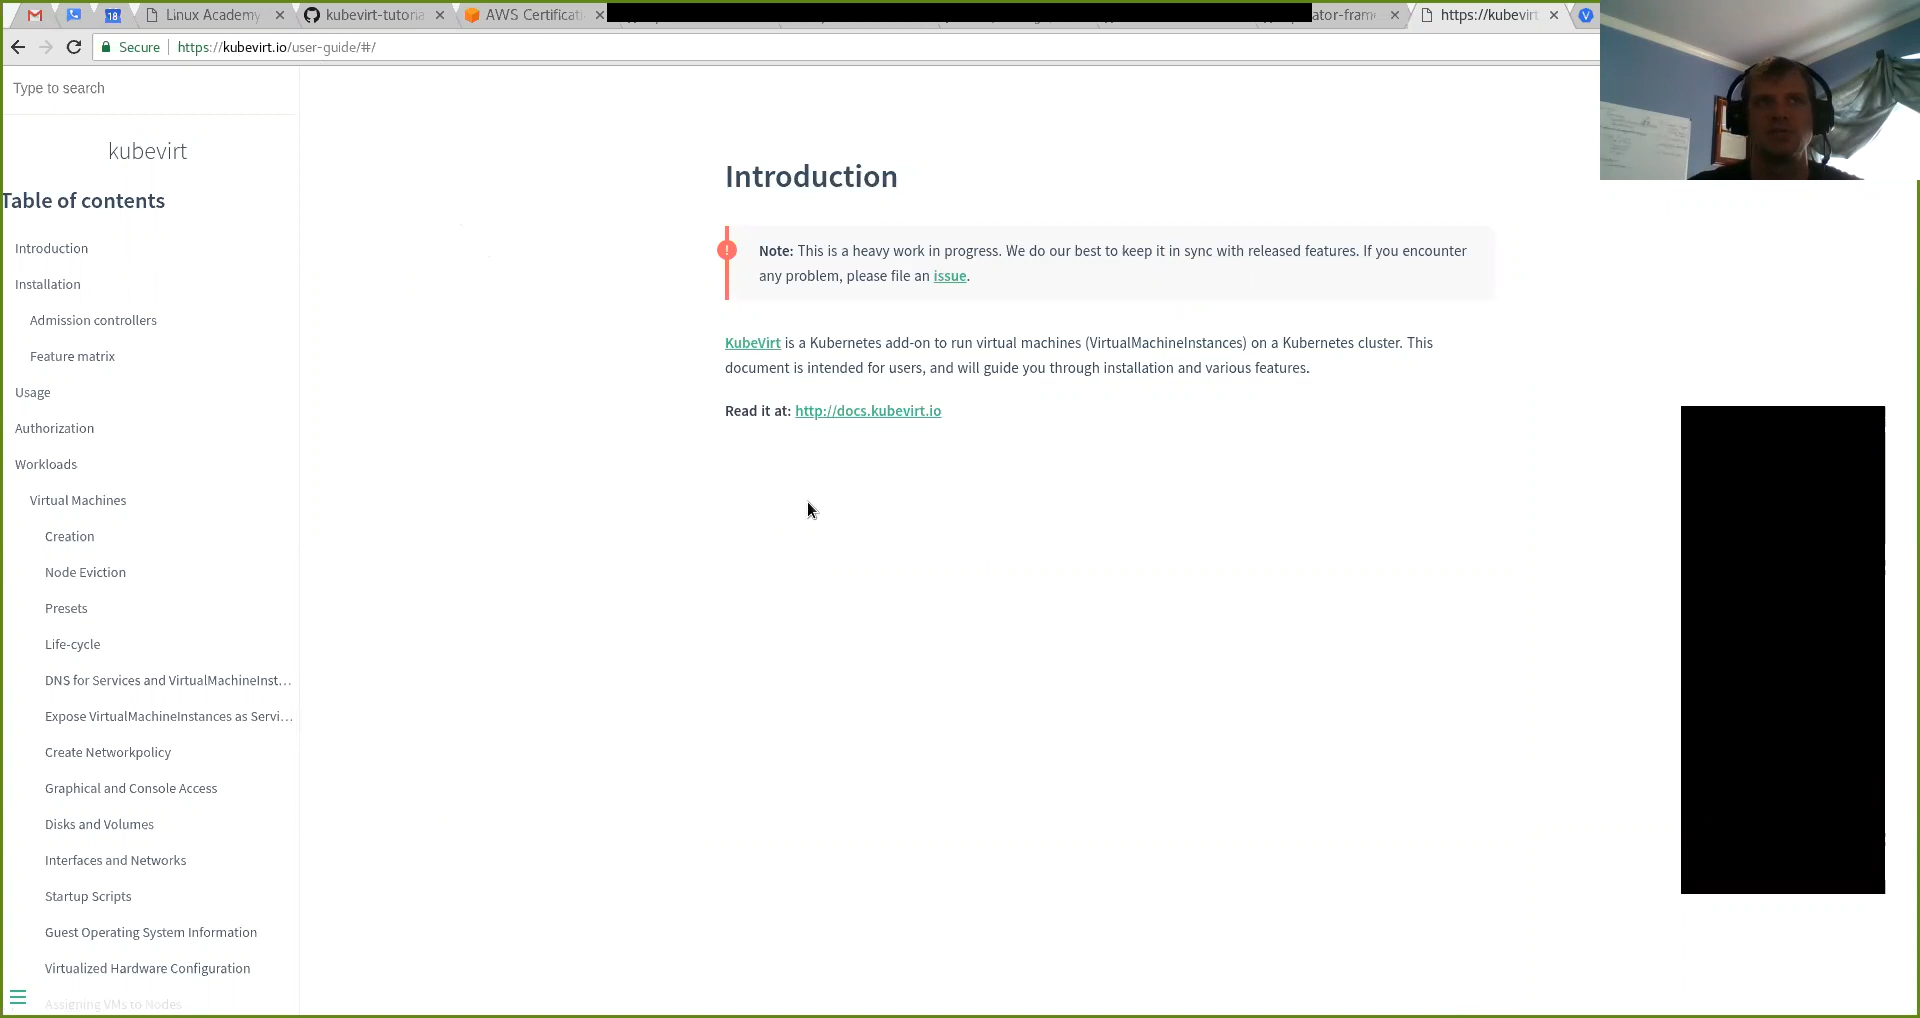 18
Linux Academy
kubevirt-tutoria
AWS Certificati
ator-frame
https://kubevirt
Secure
https://kubevirt.io/user-guide/#/
Type to search
kubevirt
Table of contents
Introduction
Installation
Admission controllers
Feature matrix
Usage
Authorization
Workloads
Virtual Machines
Creation
Node Eviction
Presets
Life-cycle
DNS for Services and VirtualMachineInst...
Expose VirtualMachineInstances as Servi...
Create Networkpolicy
Graphical and Console Access
Disks and Volumes
Interfaces and Networks
Startup Scripts
Guest Operating System Information
Virtualized Hardware Configuration
Assigning VMs to Nodes
Introduction
Note: This is a heavy work in progress. We do our best to keep it in sync with released features. If you encounter
any problem, please file an issue.
KubeVirt is a Kubernetes add-on to run virtual machines (VirtualMachineInstances) on a Kubernetes cluster. This
document is intended for users, and will guide you through installation and various features.
Read it at: http://docs.kubevirt.io